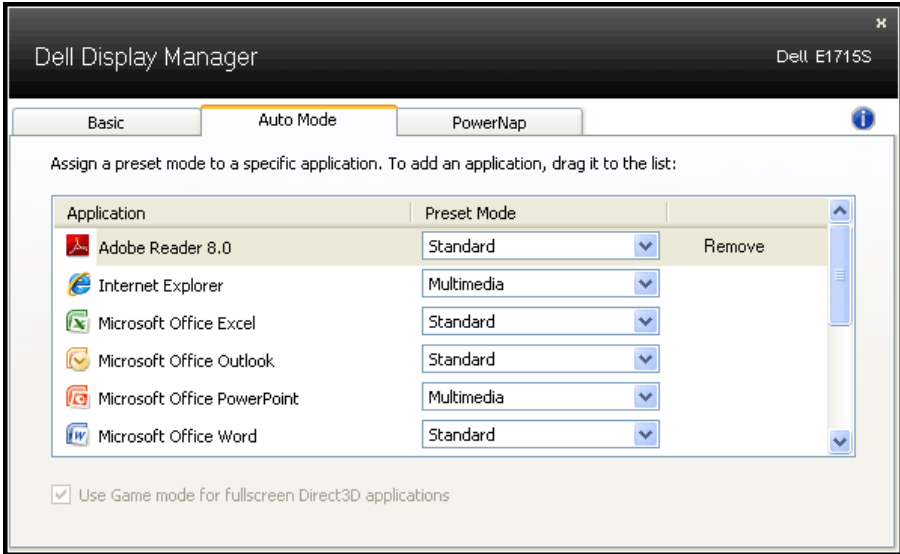 Dell Display Manager
Dell E1715S
Basic
Auto Mode
PowerNap
Assign a preset mode to a specific application. To add an application, drag it to the list:
Application Preset Mode
Adobe Reader 8.0 Standard Remove
Internet Explorer Multimedia
Microsoft Office Excel Standard
Microsoft Office Outlook Standard
Microsoft Office PowerPoint Multimedia
Microsoft Office Word Standard
Use Game mode for fullscreen Direct3D applications